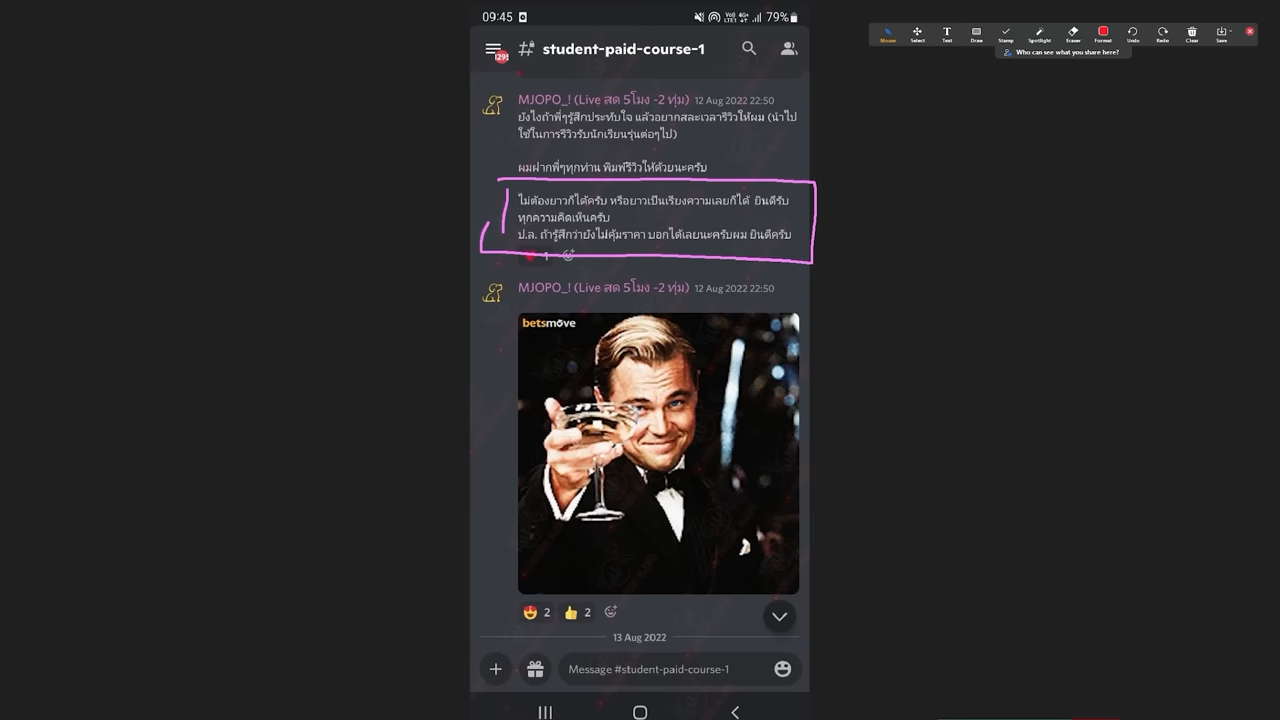 09:45
Vo) 4G+
LTE1
79%
student-paid-course-1
Mouse Select Text Draw Stamp Spotlight Eraser Format Undo Redo Clear Save
Who can see what you share here?
MJOPO_! (Live สด 5โมง -2 ทุ่ม) 12 Aug 2022 22:50
ยังไงถ้าพี่ๆรู้สึกประทับใจ แล้วอยากสละเวลารีวิวให้ผม (นำไป
ใช้ในการรีวิวรับนักเรียนรุ่นต่อๆไป)
ผมฝากพี่ๆทุกท่าน พิมพ์รีวิวให้ด้วยนะครับ
ไม่ต้องยาวก็ได้ครับ หรือยาวเป็นเรียงความเลยก็ได้ ยินดีรับ
ทุกความคิดเห็นครับ
ป.ล. ถ้ารู้สึกว่ายังไม่คุ้มราคา บอกได้เลยนะครับผม ยินดีครับ
1
MJOPO_! (Live สด 5โมง -2 ทุ่ม) 12 Aug 2022 22:50
betsmove
2 2
13 Aug 2022
Message #student-paid-course-1